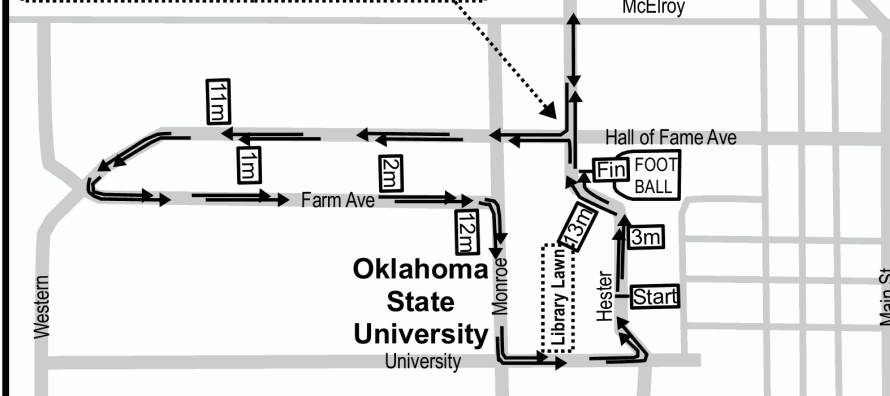 McElroy
11m
Hall of Fame Ave
1m
2m
Fin
FOOT
BALL
Farm Ave
12m
13m
3m
Oklahoma
State
University
Western
Monroe
Library Lawn
Hester
Start
Main St
University